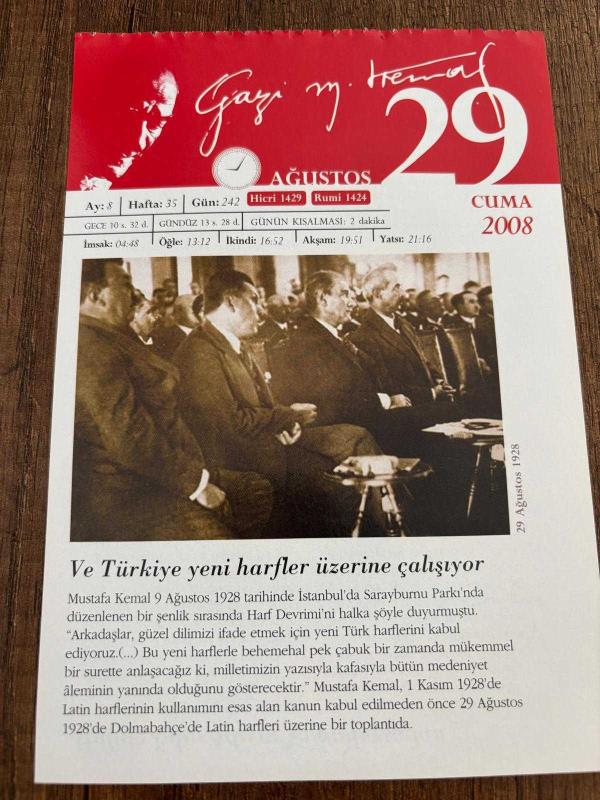 Gazi M. Kemal
29
AĞUSTOS
CUMA
2008
Ay: 8 Hafta: 35 Gün: 242 Hicri 1429 Rumi 1424
GECE 10 s. 32 d. GÜNDÜZ 13 s. 28 d. GÜNÜN KISALMASI: 2 dakika
İmsak: 04:48 Öğle: 13:12 İkindi: 16:52 Akşam: 19:51 Yatsı: 21:16
29 Ağustos 1928
Ve Türkiye yeni harfler üzerine çalışıyor
Mustafa Kemal 9 Ağustos 1928 tarihinde İstanbul'da Sarayburnu Parkı'nda
düzenlenen bir şenlik sırasında Harf Devrimi'ni halka şöyle duyurmuştu.
“Arkadaşlar, güzel dilimizi ifade etmek için yeni Türk harflerini kabul
ediyoruz.(...) Bu yeni harflerle behemehal pek çabuk bir zamanda mükemmel
bir surette anlaşacağız ki, milletimizin yazısıyla kafasıyla bütün medeniyet
âleminin yanında olduğunu gösterecektir.” Mustafa Kemal, 1 Kasım 1928'de
Latin harflerinin kullanımını esas alan kanun kabul edilmeden önce 29 Ağustos
1928'de Dolmabahçe'de Latin harfleri üzerine bir toplantıda.